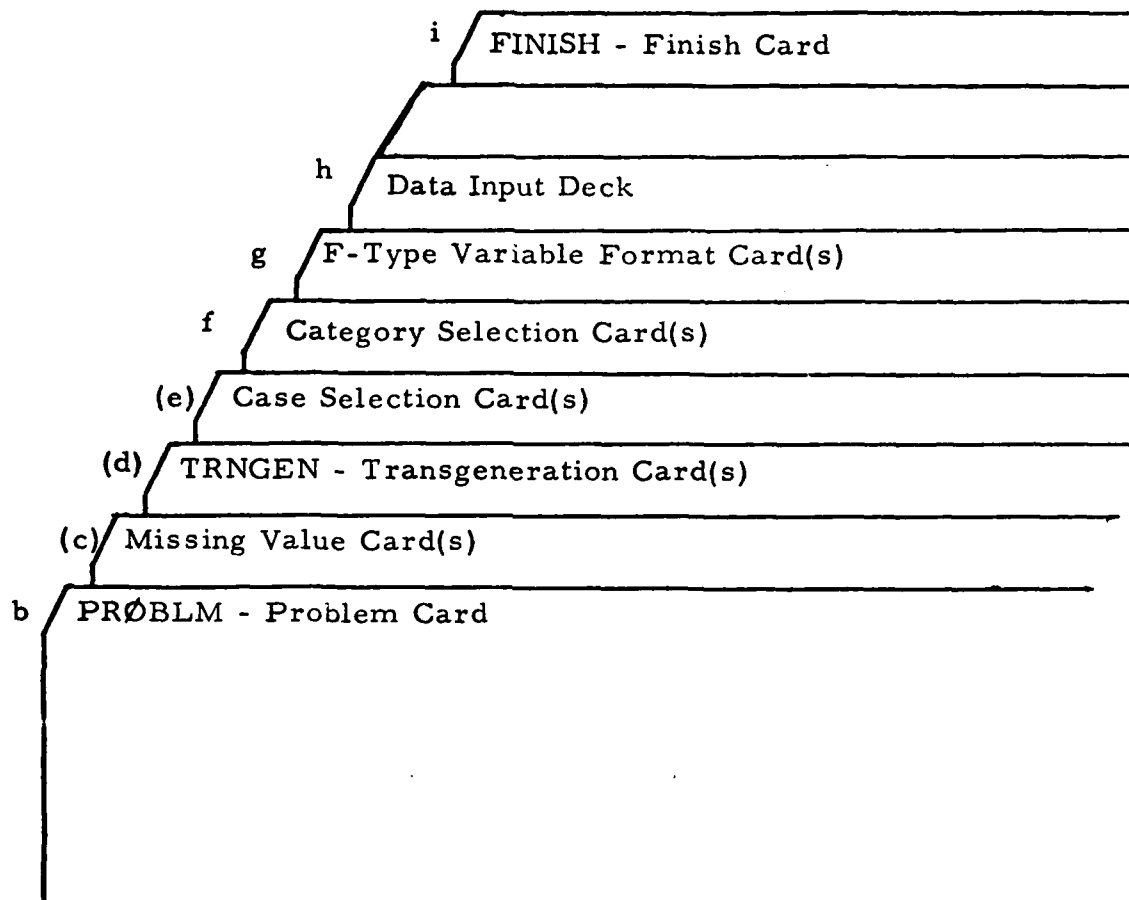 i FINISH - Finish Card
h Data Input Deck
g F-Type Variable Format Card(s)
f Category Selection Card(s)
(e) Case Selection Card(s)
(d) TRNGEN - Transgeneration Card(s)
(c) Missing Value Card(s)
b PRØBLM - Problem Card